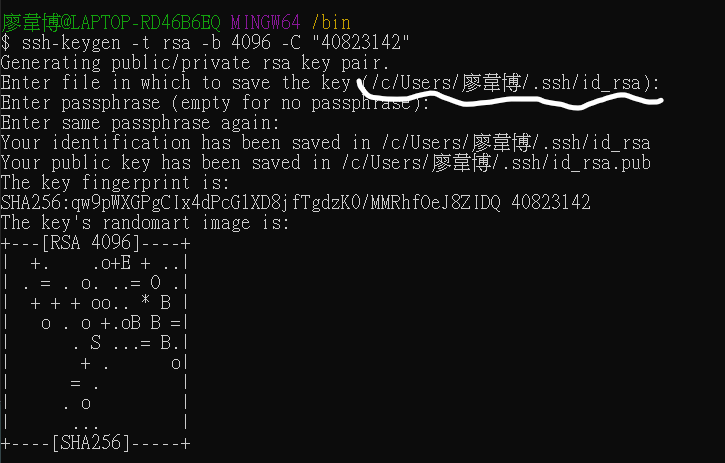 廖韋博@LAPTOP-RD46B6EQ MINGW64 /bin
$ ssh-keygen -t rsa -b 4096 -C "40823142"
Generating public/private rsa key pair.
Enter file in which to save the key (/c/Users/廖韋博/.ssh/id_rsa):
Enter passphrase (empty for no passphrase):
Enter same passphrase again:
Your identification has been saved in /c/Users/廖韋博/.ssh/id_rsa
Your public key has been saved in /c/Users/廖韋博/.ssh/id_rsa.pub
The key fingerprint is:
SHA256:qw9pWXGPgCIx4dPcG1XD8jfTgdzK0/MMRhfOeJ8ZIDQ 40823142
The key's randomart image is:
+---[RSA 4096]----+
|  +.    .o+E + ..|
| . = . o. ..= O .|
|  + + + oo.. * B |
|   o . o +.oB B =|
|      . S ...= B.|
|       + .      o|
|      = .        |
|     . o         |
|      ...        |
+----[SHA256]-----+